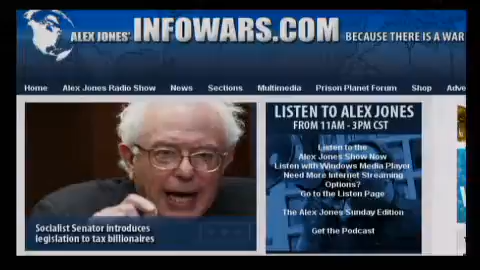 ALEX JONES' INFOWARS.COM BECAUSE THERE IS A WAR
Home Alex Jones Radio Show News Sections Multimedia Prison Planet Forum Shop Adve
LISTEN TO ALEX JONES
FROM 11AM - 3PM CST
Listen to the
Alex Jones Show Now
Listen with Windows Media Player
Need More Internet Streaming
Options?
Go to the Listen Page
The Alex Jones Sunday Edition
Get the Podcast
Socialist Senator introduces
legislation to tax billionaires